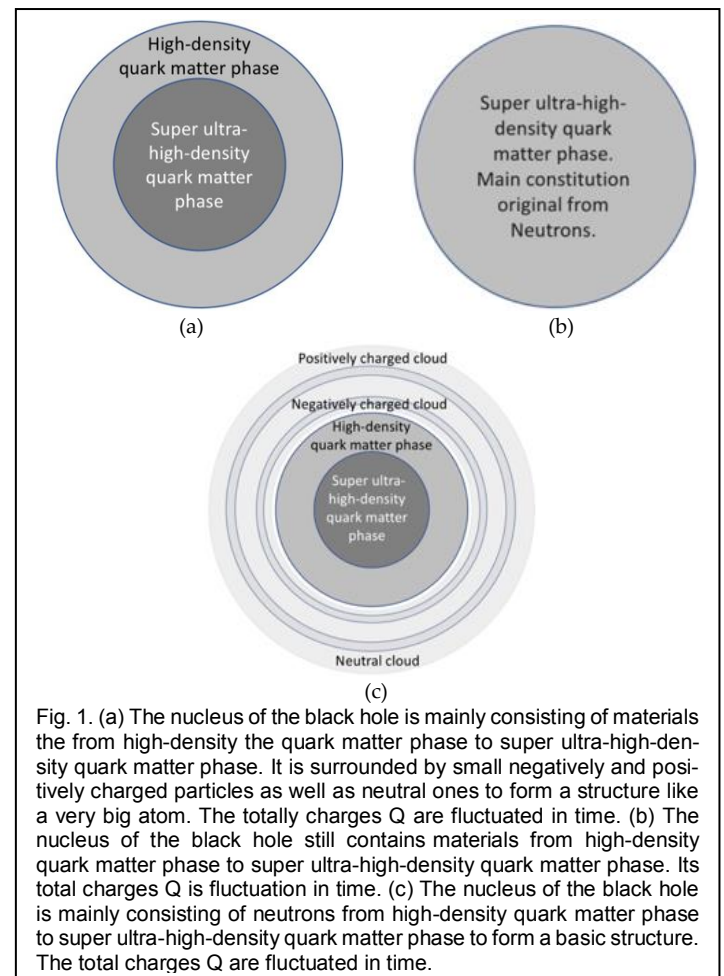 High-density
quark matter phase
Super ultra-
high-density
quark matter
phase
(a)
Super ultra-high-
density quark
matter phase.
Main constitution
original from
Neutrons.
(b)
Positively charged cloud
Negatively charged cloud
High-density
quark matter phase
Super ultra-
high-density
quark matter
phase
Neutral cloud
(c)
Fig. 1. (a) The nucleus of the black hole is mainly consisting of materials
the from high-density the quark matter phase to super ultra-high-den-
sity quark matter phase. It is surrounded by small negatively and posi-
tively charged particles as well as neutral ones to form a structure like
a very big atom. The totally charges Q are fluctuated in time. (b) The
nucleus of the black hole still contains materials from high-density
quark matter phase to super ultra-high-density quark matter phase. Its
total charges Q is fluctuation in time. (c) The nucleus of the black hole
is mainly consisting of neutrons from high-density quark matter phase
to super ultra-high-density quark matter phase to form a basic structure.
The total charges Q are fluctuated in time.